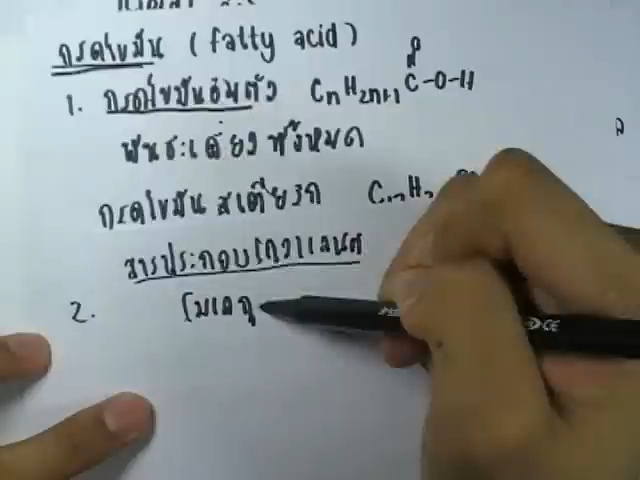 กรดไขมัน (fatty acid)
O
1. กรดไขมันอิ่มตัว CnH2n+1 C-O-H
พันธะเดี่ยวทั้งหมด
กรดไขมัน สเตียริก
สารประกอบโควาเลนต์
2. โมเลกุ
CE